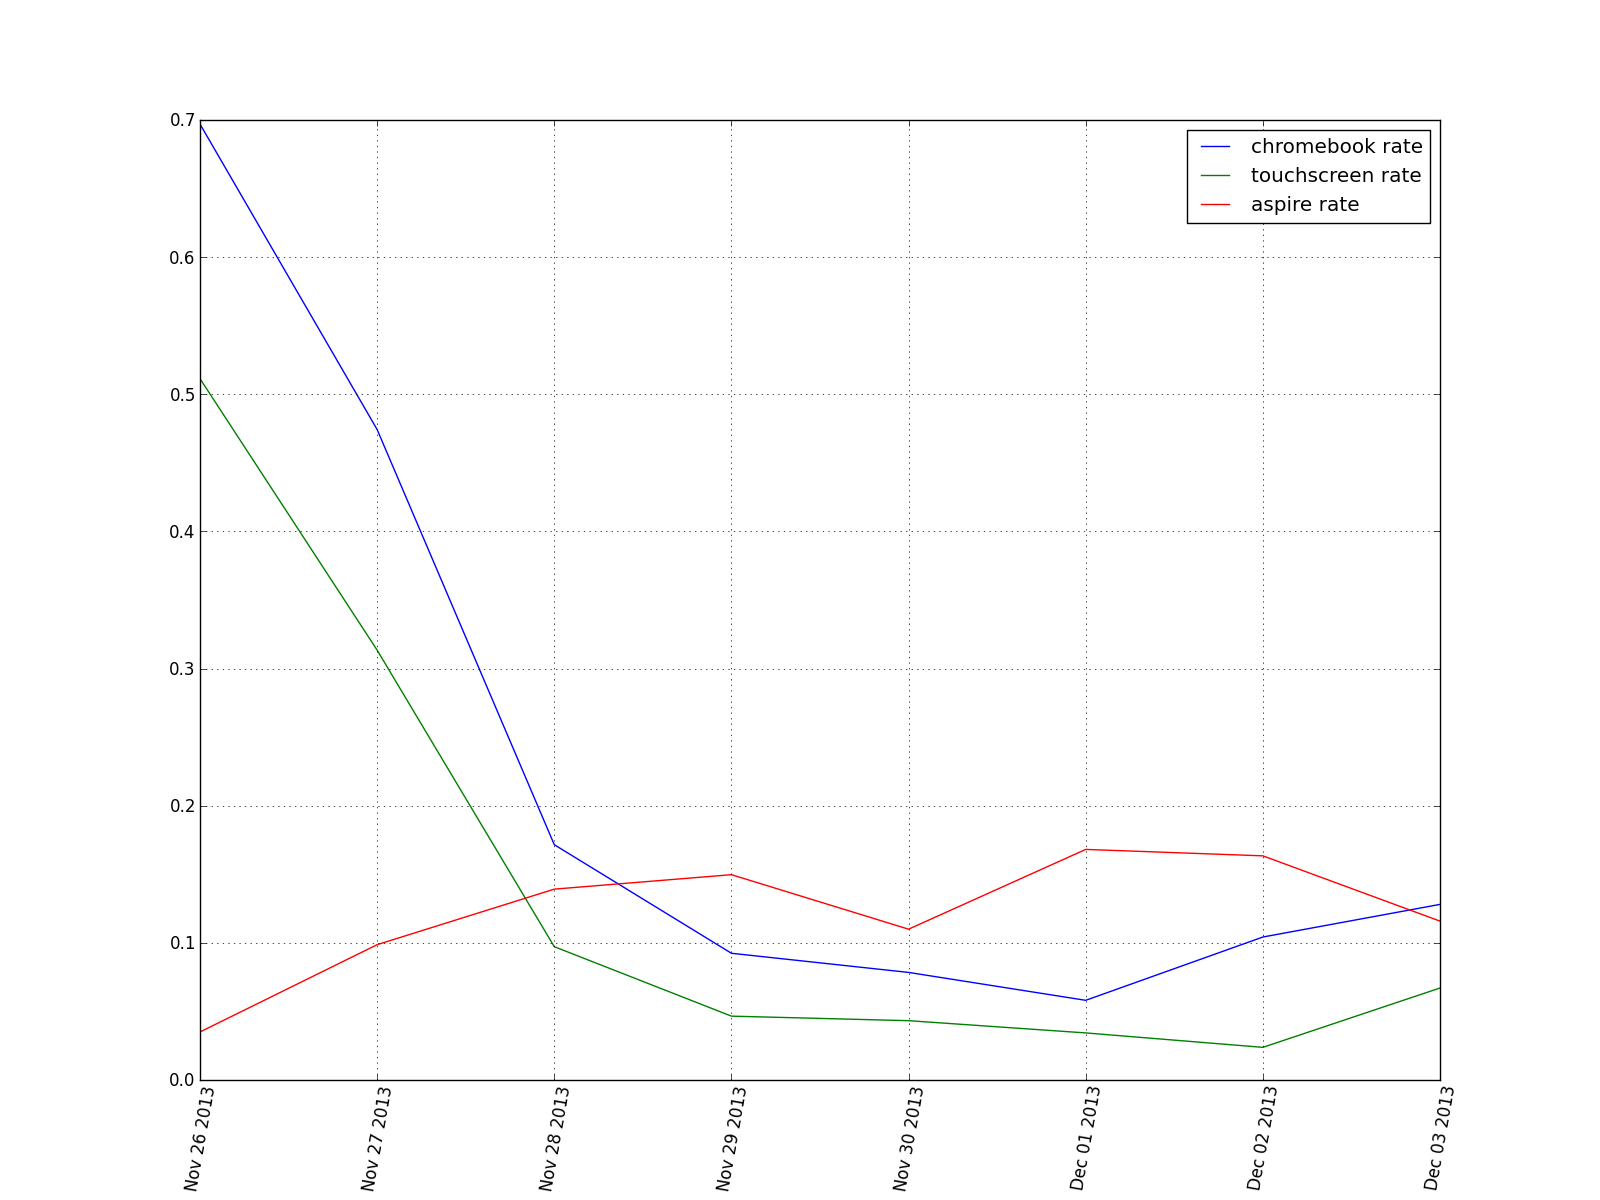 0.7
0.6
0.5
0.4
0.3
0.2
0.1
0.0
chromebook rate
touchscreen rate
aspire rate
Nov 26 2013
Nov 27 2013
Nov 28 2013
Nov 29 2013
Nov 30 2013
Dec 01 2013
Dec 02 2013
Dec 03 2013